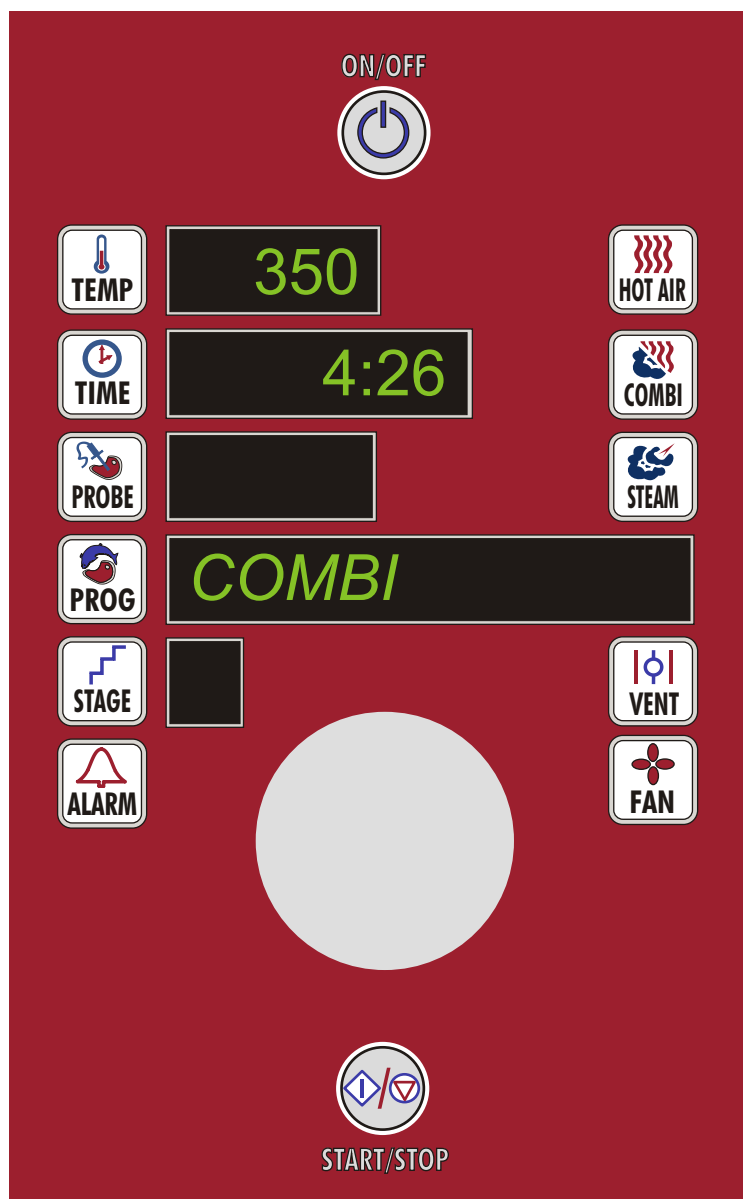 ON/OFF
TEMP
350
HOT AIR
TIME
4:26
COMBI
PROBE
STEAM
PROG
COMBI
STAGE
VENT
ALARM
FAN
START/STOP